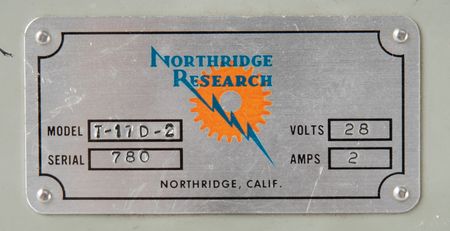 NORTHRIDGE
RESEARCH
MODEL T-17D-2 VOLTS 28
SERIAL 780 AMPS 2
NORTHRIDGE, CALIF.